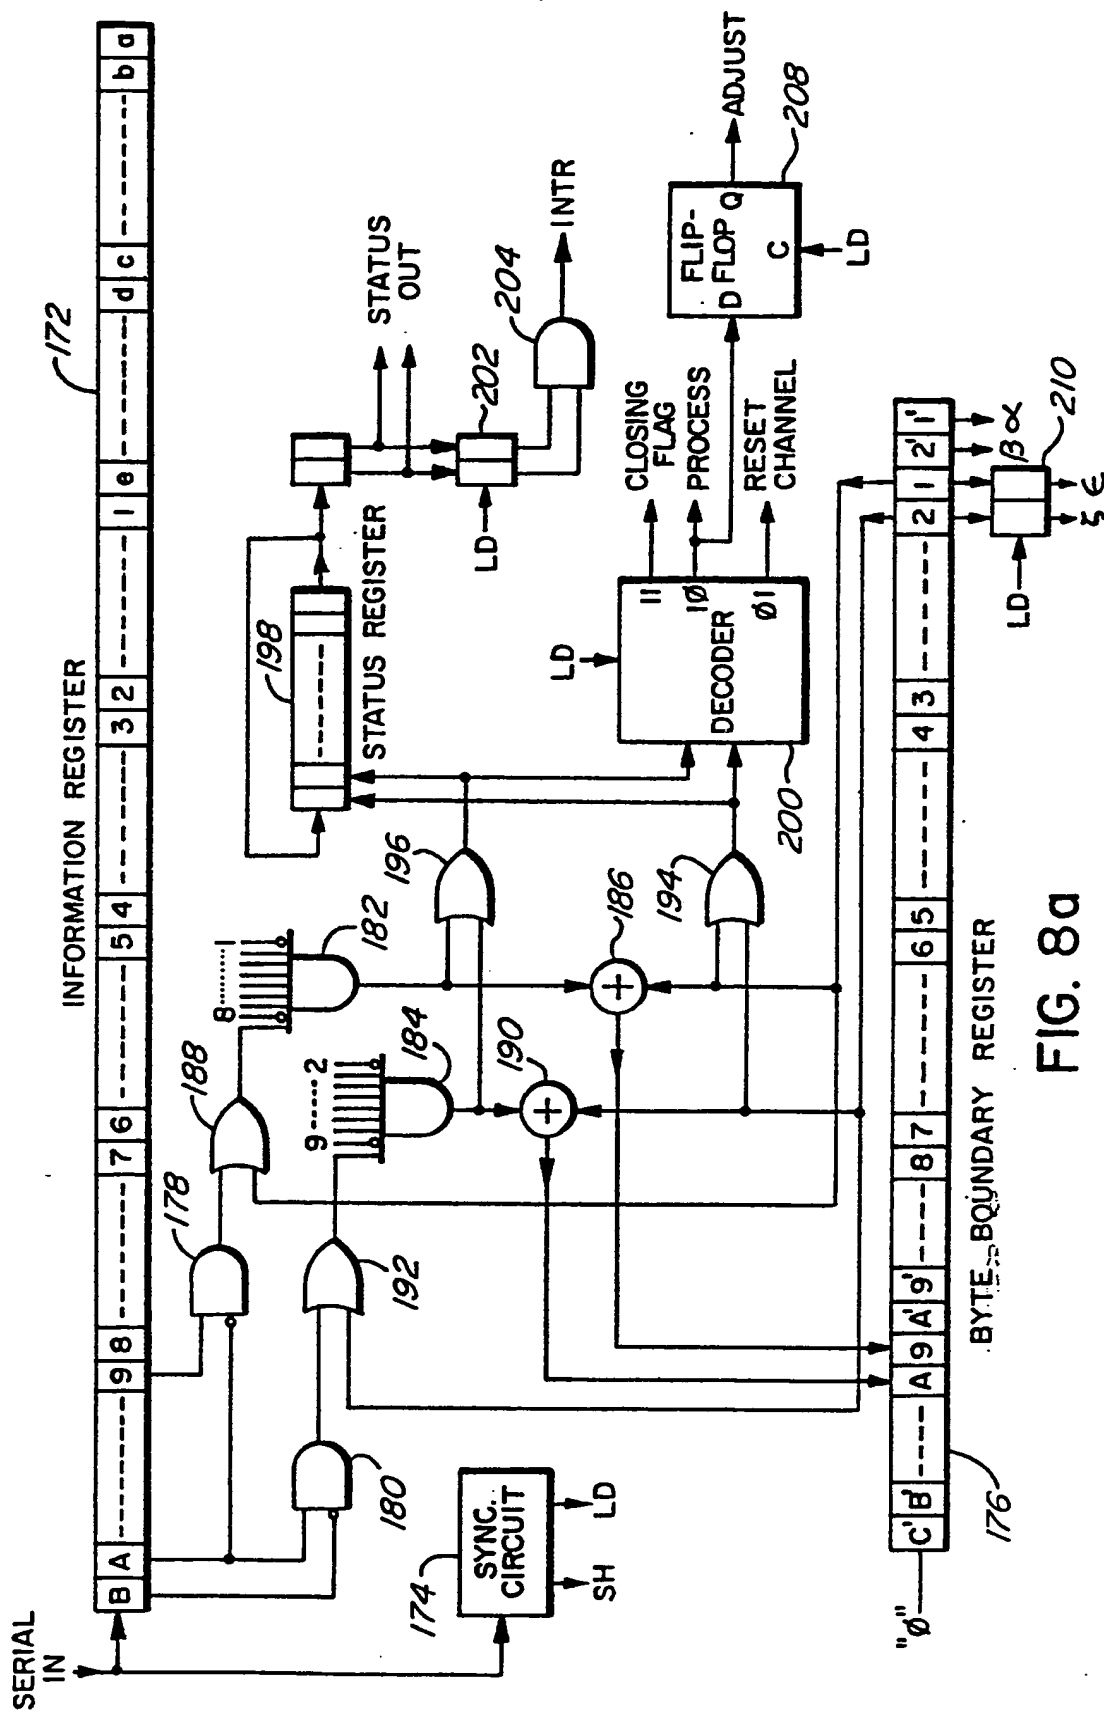 SERIAL
IN
INFORMATION REGISTER
172
B A 9 8 7 6 5 4 3 2 1 e d c b a
178
188
8 1
182
180
192
9 2
184
190
196
186
194
198
STATUS REGISTER
STATUS
OUT
LD
202
204
INTR
174
SYNC.
CIRCUIT
SH LD
LD
DECODER
200
11
10
01
CLOSING
FLAG
PROCESS
RESET
CHANNEL
FLIP-
FLOP
D Q
C
LD
ADJUST
208
"Ø"
C' B' A 9 A' 9' 8 7 6 5 4 3 2 1 2' 1'
176
BYTE BOUNDARY REGISTER
β α
LD
210
ζ ε
FIG. 8a